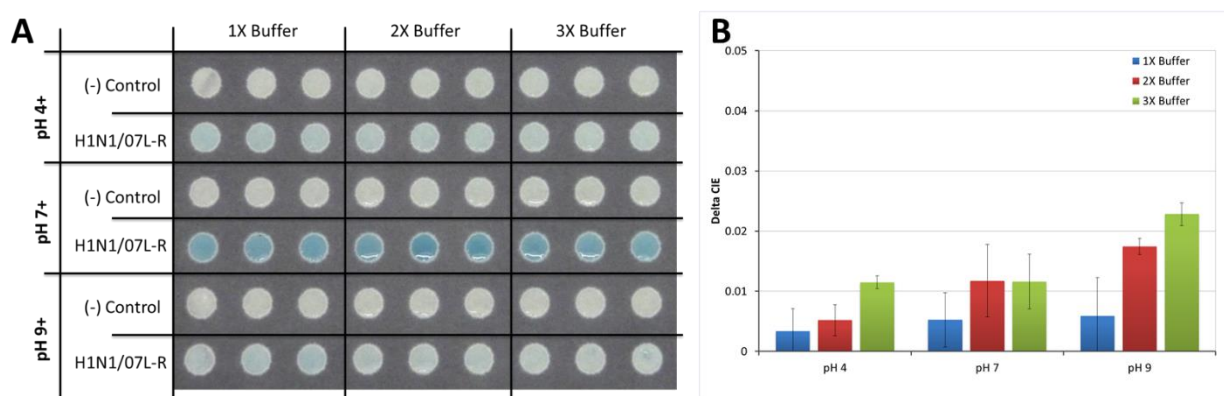 A
1X Buffer 2X Buffer 3X Buffer
pH 4+
(-) Control
H1N1/07L-R
pH 7+
(-) Control
H1N1/07L-R
pH 9+
(-) Control
H1N1/07L-R
B
0.05
0.04
0.03
0.02
0.01
0
Delta CIE
1X Buffer
2X Buffer
3X Buffer
pH 4 pH 7 pH 9